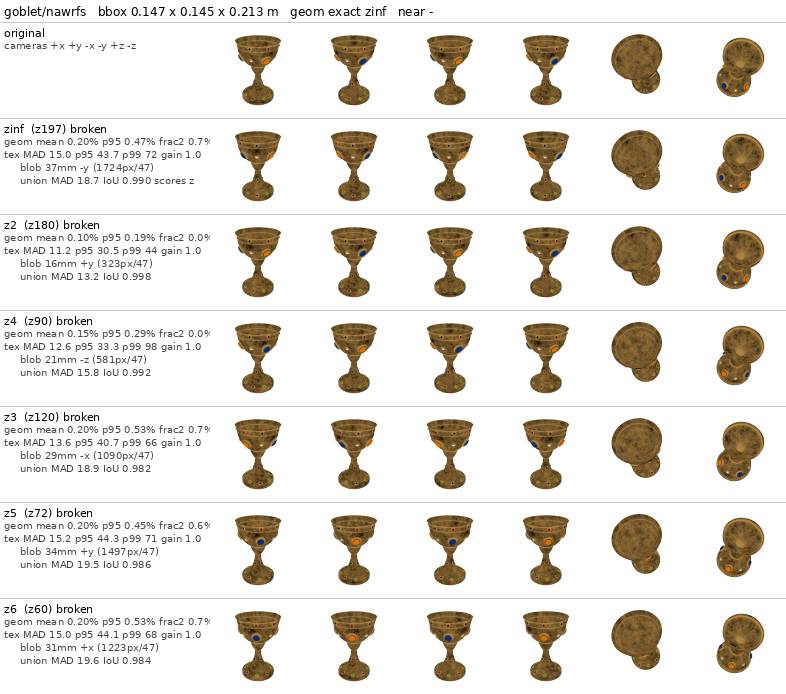 goblet/nawrfs   bbox 0.147 x 0.145 x 0.213 m   geom exact zinf   near -
original
cameras +x +y -x -y +z -z
zinf  (z197) broken
geom mean 0.20% p95 0.47% frac2 0.7%
tex MAD 15.0 p95 43.7 p99 72 gain 1.0
blob 37mm -y (1724px/47)
union MAD 18.7 IoU 0.990 scores z
z2  (z180) broken
geom mean 0.10% p95 0.19% frac2 0.0%
tex MAD 11.2 p95 30.5 p99 44 gain 1.0
blob 16mm +y (323px/47)
union MAD 13.2 IoU 0.998
z4  (z90) broken
geom mean 0.15% p95 0.29% frac2 0.0%
tex MAD 12.6 p95 33.3 p99 98 gain 1.0
blob 21mm -z (581px/47)
union MAD 15.8 IoU 0.992
z3  (z120) broken
geom mean 0.20% p95 0.53% frac2 0.7%
tex MAD 13.6 p95 40.7 p99 66 gain 1.0
blob 29mm -x (1090px/47)
union MAD 18.9 IoU 0.982
z5  (z72) broken
geom mean 0.20% p95 0.45% frac2 0.6%
tex MAD 15.2 p95 44.3 p99 71 gain 1.0
blob 34mm +y (1497px/47)
union MAD 19.5 IoU 0.986
z6  (z60) broken
geom mean 0.20% p95 0.53% frac2 0.7%
tex MAD 15.0 p95 44.1 p99 68 gain 1.0
blob 31mm +x (1223px/47)
union MAD 19.6 IoU 0.984